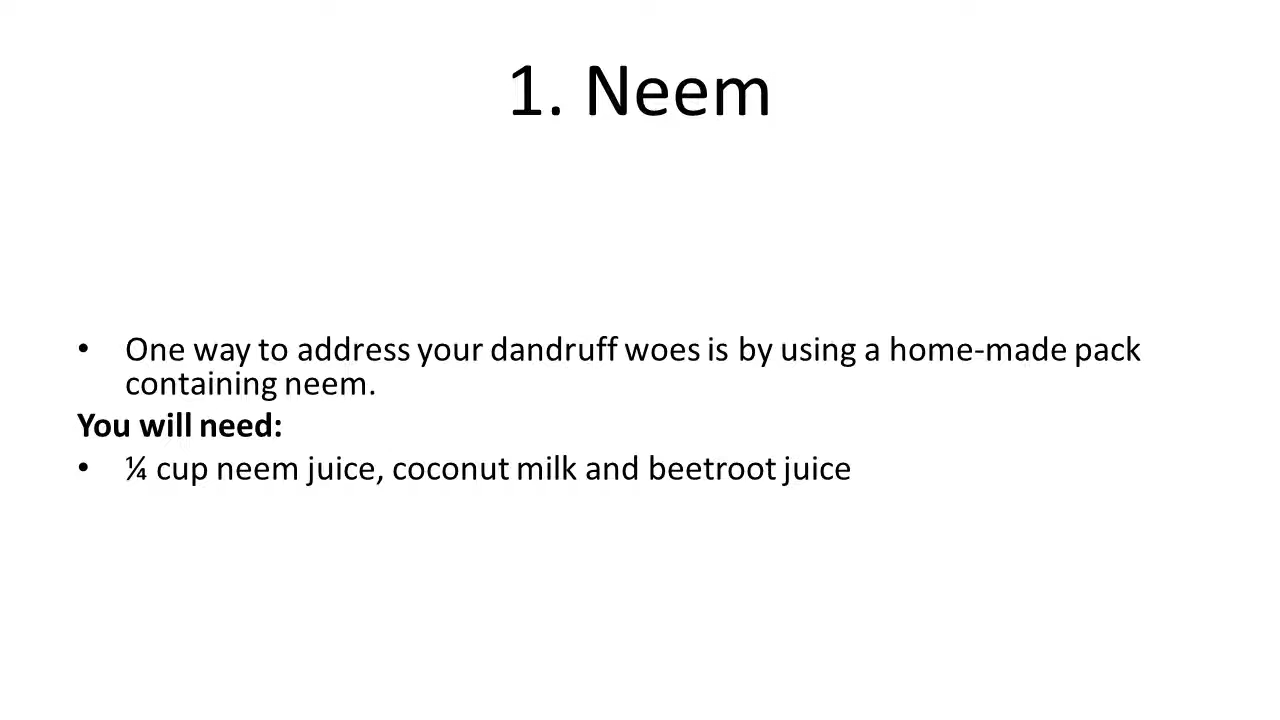 1. Neem
• One way to address your dandruff woes is by using a home-made pack
containing neem.
You will need:
• ¼ cup neem juice, coconut milk and beetroot juice